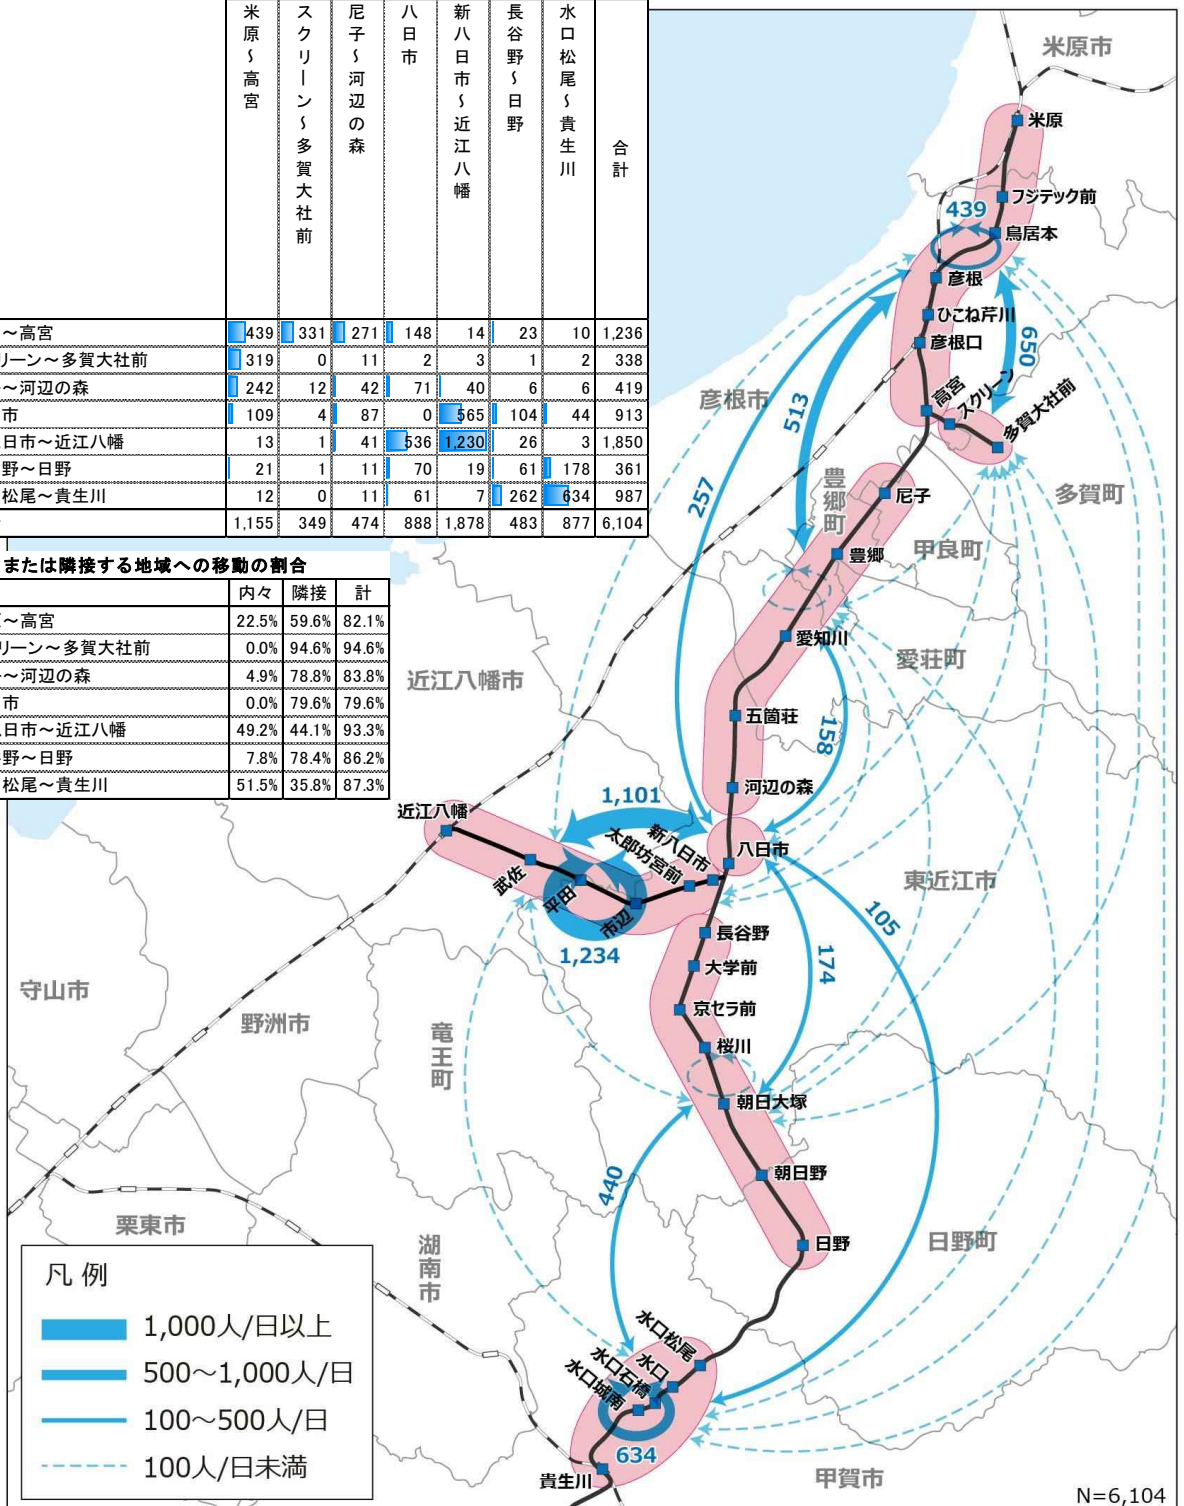 米原～高宮
スクリーン～多賀大社前
尼子～河辺の森
八日市
新八日市～近江八幡
長谷野～日野
水口松尾～貴生川
合計
～高宮 439 331 271 148 14 23 10 1,236
リーン～多賀大社前 319 0 11 2 3 1 2 338
～河辺の森 242 12 42 71 40 6 6 419
市 109 4 87 0 565 104 44 913
日市～近江八幡 13 1 41 536 1,230 26 3 1,850
野～日野 21 1 11 70 19 61 178 361
松尾～貴生川 12 0 11 61 7 262 634 987
1,155 349 474 888 1,878 483 877 6,104
または隣接する地域への移動の割合
内々 隣接 計
～高宮 22.5% 59.6% 82.1%
リーン～多賀大社前 0.0% 94.6% 94.6%
～河辺の森 4.9% 78.8% 83.8%
市 0.0% 79.6% 79.6%
日市～近江八幡 49.2% 44.1% 93.3%
野～日野 7.8% 78.4% 86.2%
松尾～貴生川 51.5% 35.8% 87.3%
米原市
米原
フジテック前
439
鳥居本
彦根
ひこね芹川
彦根口
650
高宮
スクリーン
多賀大社前
彦根市
513
257
豊郷町
尼子
多賀町
豊郷
甲良町
愛知川
愛荘町
近江八幡市
五箇荘
158
河辺の森
1,101
近江八幡
新八日市
太郎坊宮前
八日市
武佐
平田
市辺
東近江市
105
長谷野
1,234
大学前
174
守山市
京セラ前
野洲市
竜王町
桜川
朝日大塚
朝日野
440
栗東市
湖南市
日野
日野町
水口松尾
水口
水口石橋
水口城南
634
貴生川
甲賀市
凡例
1,000人/日以上
500～1,000人/日
100～500人/日
100人/日未満
N=6,104